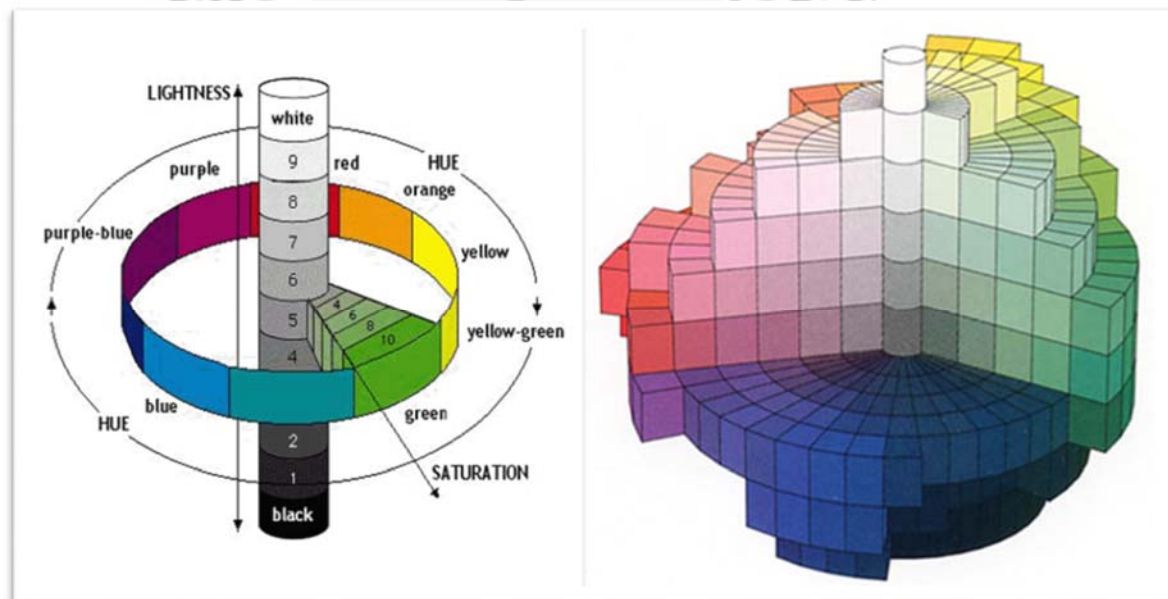 LIGHTNESS
white
9
8
7
6
5
4
2
1
black
red
HUE
orange
purple
purple-blue
yellow
4
6
8
10
yellow-green
blue
green
HUE
SATURATION